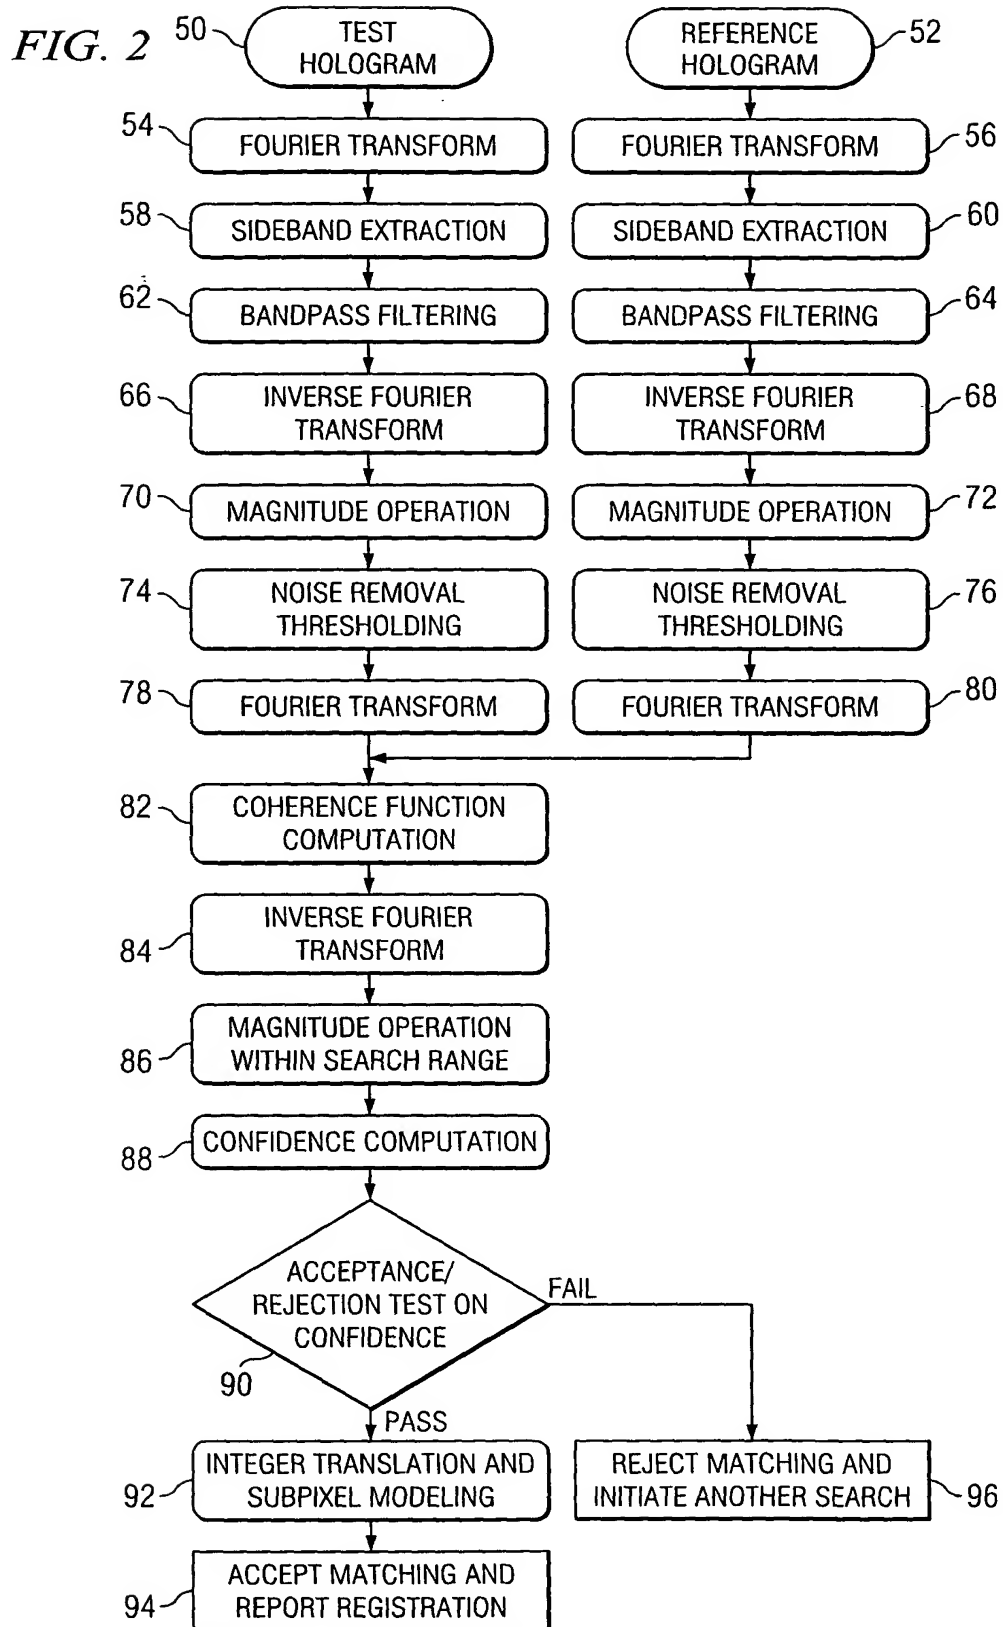 FIG. 2
50
TEST
HOLOGRAM
REFERENCE
HOLOGRAM
52
54
FOURIER TRANSFORM
FOURIER TRANSFORM
56
58
SIDEBAND EXTRACTION
SIDEBAND EXTRACTION
60
62
BANDPASS FILTERING
BANDPASS FILTERING
64
66
INVERSE FOURIER
TRANSFORM
INVERSE FOURIER
TRANSFORM
68
70
MAGNITUDE OPERATION
MAGNITUDE OPERATION
72
74
NOISE REMOVAL
THRESHOLDING
NOISE REMOVAL
THRESHOLDING
76
78
FOURIER TRANSFORM
FOURIER TRANSFORM
80
82
COHERENCE FUNCTION
COMPUTATION
84
INVERSE FOURIER
TRANSFORM
86
MAGNITUDE OPERATION
WITHIN SEARCH RANGE
88
CONFIDENCE COMPUTATION
ACCEPTANCE/
REJECTION TEST ON
CONFIDENCE
90
FAIL
PASS
92
INTEGER TRANSLATION AND
SUBPIXEL MODELING
REJECT MATCHING AND
INITIATE ANOTHER SEARCH
96
94
ACCEPT MATCHING AND
REPORT REGISTRATION